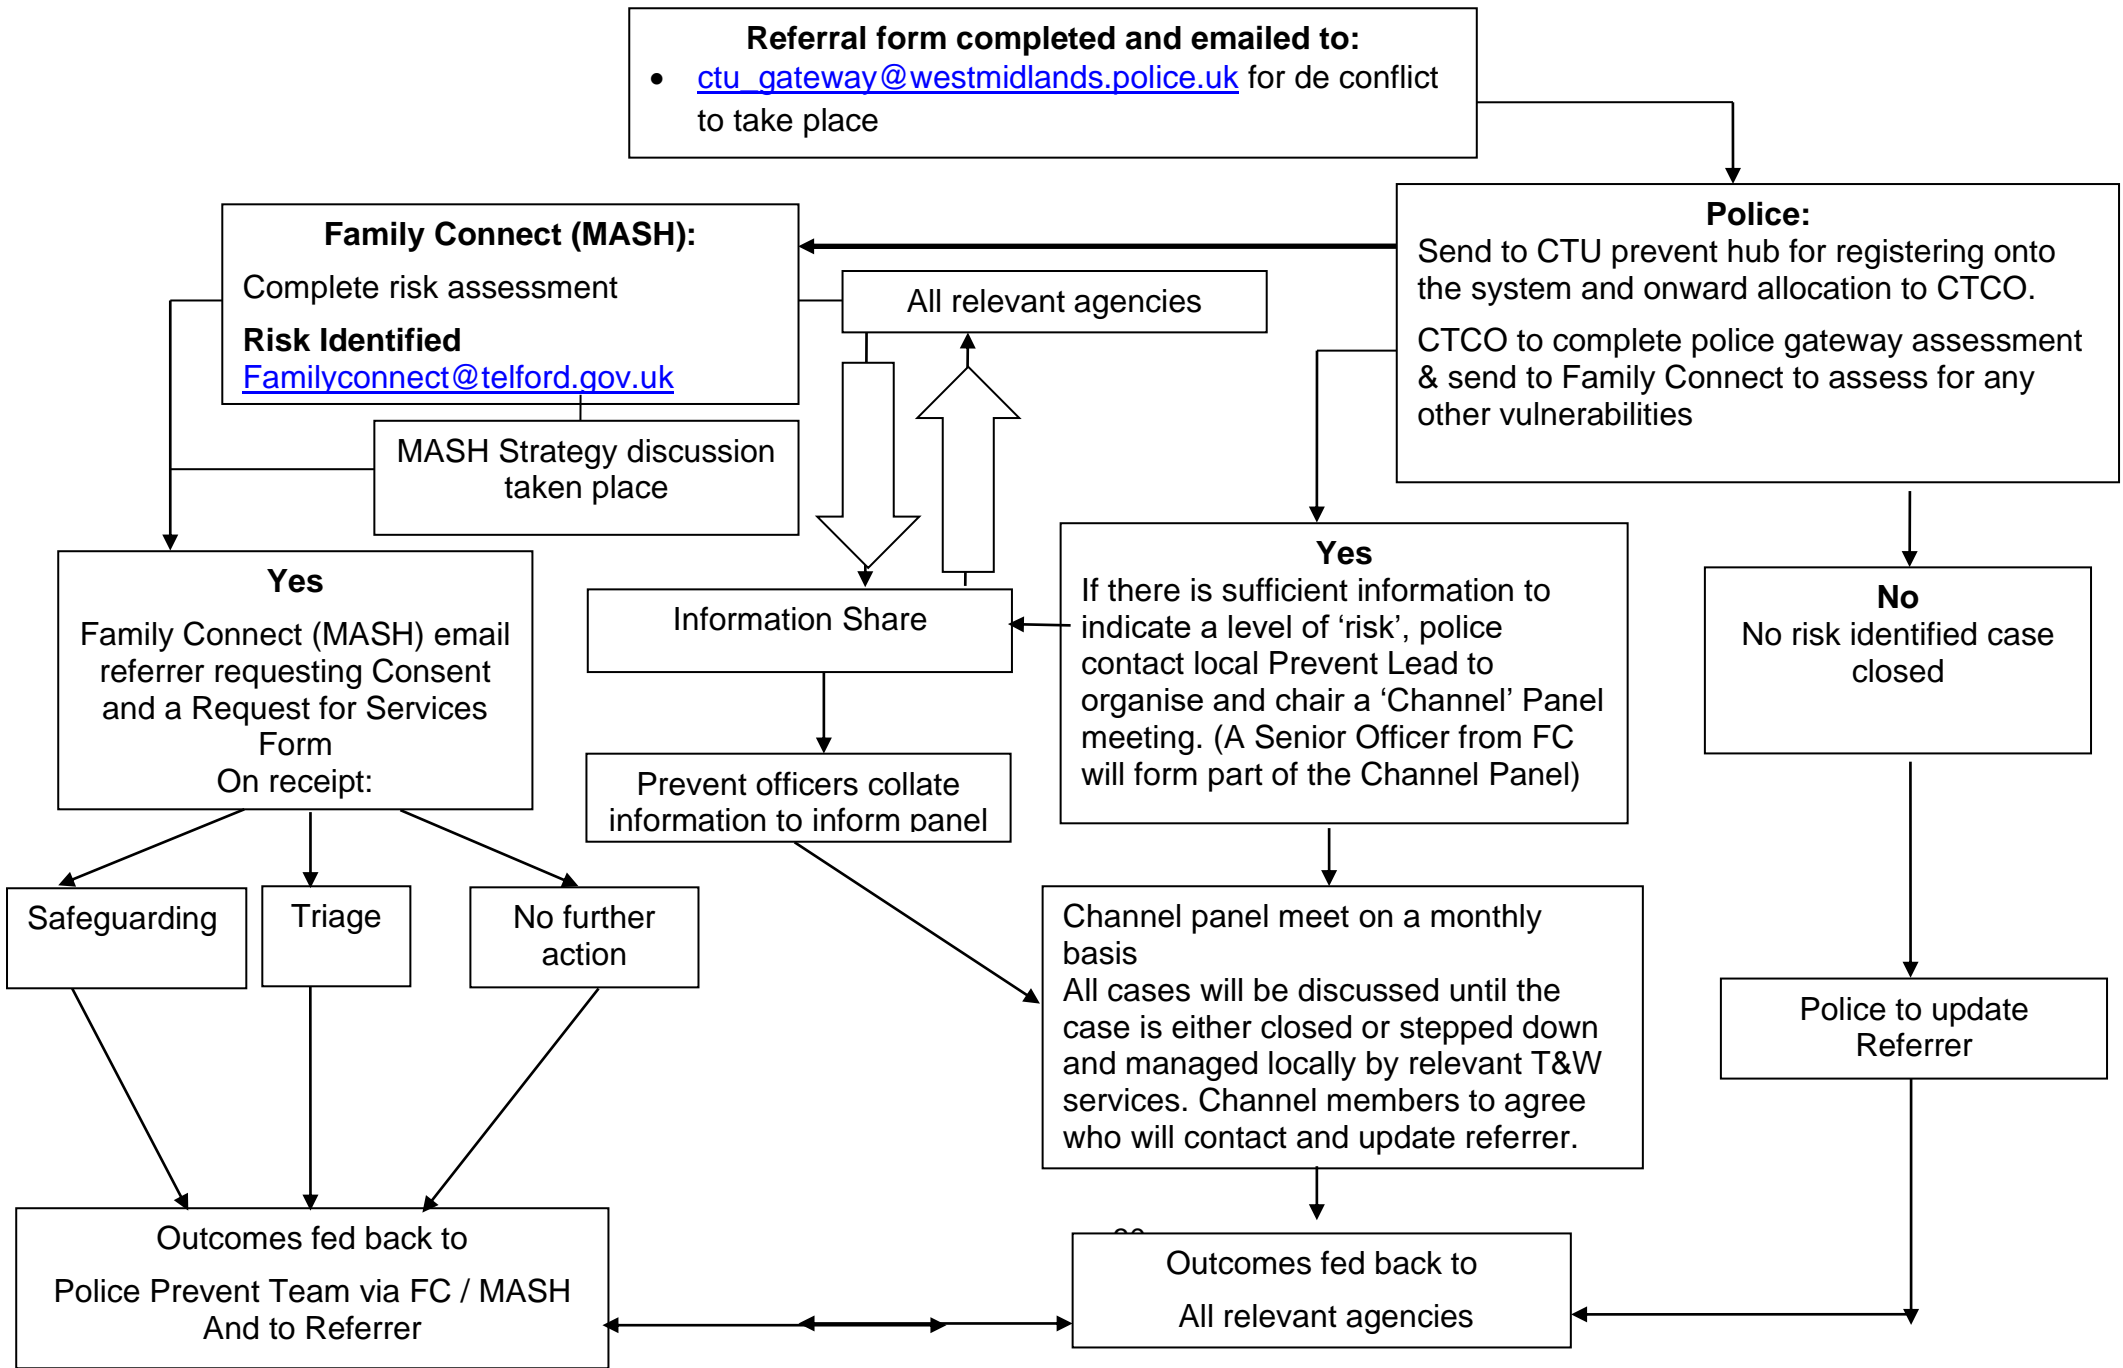 Referral form completed and emailed to:
• ctu_gateway@westmidlands.police.uk for de conflict
to take place
Police:
Send to CTU prevent hub for registering onto
the system and onward allocation to CTCO.
CTCO to complete police gateway assessment
& send to Family Connect to assess for any
other vulnerabilities
Family Connect (MASH):
Complete risk assessment
Risk Identified
Familyconnect@telford.gov.uk
All relevant agencies
MASH Strategy discussion
taken place
Yes
Family Connect (MASH) email
referrer requesting Consent
and a Request for Services
Form
On receipt:
Information Share
Yes
If there is sufficient information to
indicate a level of ‘risk’, police
contact local Prevent Lead to
organise and chair a ‘Channel’ Panel
meeting. (A Senior Officer from FC
will form part of the Channel Panel)
No
No risk identified case
closed
Prevent officers collate
information to inform panel
Safeguarding
Triage
No further
action
Channel panel meet on a monthly
basis
All cases will be discussed until the
case is either closed or stepped down
and managed locally by relevant T&W
services. Channel members to agree
who will contact and update referrer.
Police to update
Referrer
Outcomes fed back to
Police Prevent Team via FC / MASH
And to Referrer
Outcomes fed back to
All relevant agencies